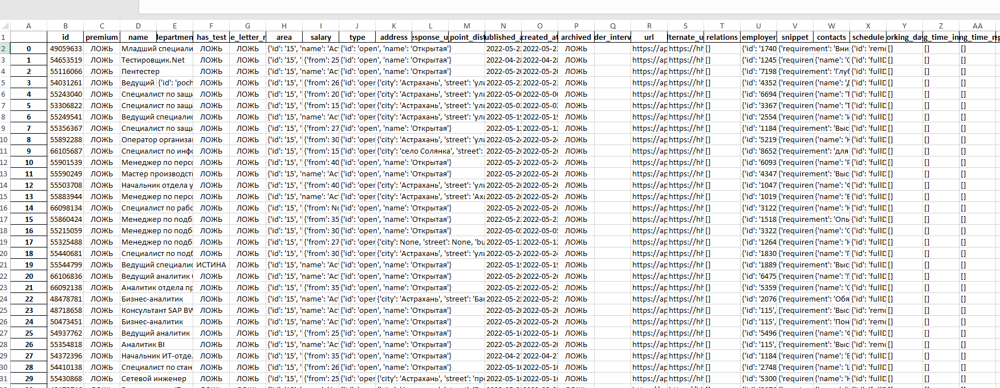 A B C D E F G H I J K L M N O P Q R S T U V W X Y Z AA
1 id premium name departmen has_test e_letter_r area salary type address esponse_u point_dist ublished_a created_at archived der_interv url lternate_u relations employer snippet contacts schedule orking_day g_time_in
2 0 49059633 ЛОЖЬ Младший специали ЛОЖЬ ЛОЖЬ {'id': '15', 'name': 'Ас {'id': 'open', 'name': 'Открытая'} 2022-05-2 2022-05-2 ЛОЖЬ https://ap https://hh [] {'id': '1740 {'requirement': 'Вни {'id': 'remo [] [] []
3 1 54653519 ЛОЖЬ Тестировщик.Net ЛОЖЬ ЛОЖЬ {'id': '15', ' {'from': 25 {'id': 'open', 'name': 'Открытая'} 2022-04-2 2022-04-2 ЛОЖЬ https://ap https://hh [] {'id': '1245 {'requirem {'name': 'С {'id': 'fullD [] [] []
4 2 55116066 ЛОЖЬ Пентестер ЛОЖЬ ЛОЖЬ {'id': '15', 'name': 'Ас {'id': 'open', 'name': 'Открытая'} 2022-05-2 2022-05-2 ЛОЖЬ https://ap https://hh [] {'id': '7198 {'requirement': 'Глуб {'id': 'fullD [] [] []
5 3 54031261 ЛОЖЬ Ведущий {'id': 'poch ЛОЖЬ ЛОЖЬ {'id': '15', ' {'from': 26 {'id': 'oper {'city': 'Астрахань', 'street': 'ули 2022-05-2 2022-05-2 ЛОЖЬ https://ap https://hh [] {'id': '4352 {'requirem {'name': 'Д {'id': 'fullD [] [] []
6 4 55243040 ЛОЖЬ Специалист по защи ЛОЖЬ ЛОЖЬ {'id': '15', ' {'from': 20 {'id': 'oper {'city': 'Астрахань', 'street': 'ули 2022-05-0 2022-05-0 ЛОЖЬ https://ap https://hh [] {'id': '6694 {'requirem {'name': 'Т {'id': 'fullD [] [] []
7 5 53306822 ЛОЖЬ Специалист по защи ЛОЖЬ ЛОЖЬ {'id': '15', ' {'from': 15 {'id': 'oper {'city': 'Астрахань', 'street': 'ули 2022-05-0 2022-05-0 ЛОЖЬ https://ap https://hh [] {'id': '3367 {'requirem {'name': 'Т {'id': 'fullD [] [] []
8 6 55249541 ЛОЖЬ Ведущий специалис ЛОЖЬ ЛОЖЬ {'id': '15', 'name': 'Ас {'id': 'oper {'city': 'Астрахань', 'street': 'ули 2022-05-1 2022-05-1 ЛОЖЬ https://ap https://hh [] {'id': '2554 {'requirem {'name': 'И {'id': 'fullD [] [] []
9 7 55356367 ЛОЖЬ Специалист по защи ЛОЖЬ ЛОЖЬ {'id': '15', ' {'from': 27 {'id': 'open', 'name': 'Открытая'} 2022-05-1 2022-05-1 ЛОЖЬ https://ap https://hh [] {'id': '1184 {'requirement': 'Выс {'id': 'fullD [] [] []
10 8 55892288 ЛОЖЬ Оператор организа ЛОЖЬ ЛОЖЬ {'id': '15', ' {'from': 30 {'id': 'oper {'city': 'Астрахань', 'street': 'ули 2022-05-2 2022-05-2 ЛОЖЬ https://ap https://hh [] {'id': '5219 {'requirem {'name': 'Н {'id': 'fullD [] [] []
11 9 66105687 ЛОЖЬ Специалист по инфо ЛОЖЬ ЛОЖЬ {'id': '15', ' {'from': 15 {'id': 'oper {'city': 'село Солянка', 'street': 2022-05-2 2022-05-2 ЛОЖЬ https://ap https://hh [] {'id': '8652 {'requirement': 'для {'id': 'fullD [] [] []
12 10 55901539 ЛОЖЬ Менеджер по перс ЛОЖЬ ЛОЖЬ {'id': '15', ' {'from': 40 {'id': 'open', 'name': 'Открытая'} 2022-05-2 2022-05-2 ЛОЖЬ https://ap https://hh [] {'id': '6093 {'requirem {'name': 'F {'id': 'fullD [] [] []
13 11 55590249 ЛОЖЬ Мастер производст ЛОЖЬ ЛОЖЬ {'id': '15', 'name': 'Ас {'id': 'open', 'name': 'Открытая'} 2022-05-2 2022-05-2 ЛОЖЬ https://ap https://hh [] {'id': '4347 {'requirement': 'Выс {'id': 'fullD [] [] []
14 12 55503708 ЛОЖЬ Начальник отдела у ЛОЖЬ ЛОЖЬ {'id': '15', ' {'from': 40 {'id': 'oper {'city': 'Астрахань', 'street': 'ули 2022-05-2 2022-05-2 ЛОЖЬ https://ap https://hh [] {'id': '1047 {'requirem {'name': 'Ф {'id': 'fullD [] [] []
15 13 55883944 ЛОЖЬ Менеджер по перс ЛОЖЬ ЛОЖЬ {'id': '15', 'name': 'Ас {'id': 'oper {'city': 'Астрахань', 'street': 'Ахм 2022-05-2 2022-05-2 ЛОЖЬ https://ap https://hh [] {'id': '1019 {'requirem {'name': 'Е {'id': 'fullD [] [] []
16 14 66098134 ЛОЖЬ Специалист по рабо ЛОЖЬ ЛОЖЬ {'id': '15', ' {'from': No {'id': 'open', 'name': 'Открытая'} 2022-05-2 2022-05-2 ЛОЖЬ https://ap https://hh [] {'id': '3122 {'requirem {'name': 'Н {'id': 'fullD [] [] []
17 15 55860424 ЛОЖЬ Менеджер по подб ЛОЖЬ ЛОЖЬ {'id': '15', ' {'from': 35 {'id': 'open', 'name': 'Открытая'} 2022-05-2 2022-05-2 ЛОЖЬ https://ap https://hh [] {'id': '1518 {'requirement': 'Опь {'id': 'fullD [] [] []
18 16 55215059 ЛОЖЬ Менеджер по подб ЛОЖЬ ЛОЖЬ {'id': '15', ' {'from': 30 {'id': 'open', 'name': 'Открытая'} 2022-05-0 2022-05-0 ЛОЖЬ https://ap https://hh [] {'id': '3322 {'requirem {'name': 'С {'id': 'fullD [] [] []
19 17 55325488 ЛОЖЬ Менеджер по подб ЛОЖЬ ЛОЖЬ {'id': '15', ' {'from': 27 {'id': 'oper {'city': None, 'street': None, 'bu 2022-05-1 2022-05-1 ЛОЖЬ https://ap https://hh [] {'id': '1264 {'requirem {'name': 'Н {'id': 'fullD [] [] []
20 18 55440681 ЛОЖЬ Специалист по подб ЛОЖЬ ЛОЖЬ {'id': '15', ' {'from': 30 {'id': 'oper {'city': 'Астрахань', 'street': 'ули 2022-05-2 2022-05-2 ЛОЖЬ https://ap https://hh [] {'id': '1830 {'requirem {'name': 'Г {'id': 'fullD [] [] []
21 19 55544799 ЛОЖЬ Ведущий специалис ИСТИНА ЛОЖЬ {'id': '15', 'name': 'Ас {'id': 'open', 'name': 'Открытая'} 2022-05-1 2022-05-1 ЛОЖЬ https://ap https://hh [] {'id': '1889 {'requirement': 'Выс {'id': 'fullD [] [] []
22 20 66106836 ЛОЖЬ Ведущий аналитик ЛОЖЬ ЛОЖЬ {'id': '15', 'name': 'Ас {'id': 'open', 'name': 'Открытая'} 2022-05-2 2022-05-2 ЛОЖЬ https://ap https://hh [] {'id': '6475 {'requirem {'name': 'Г {'id': 'fullD [] [] []
23 21 66092138 ЛОЖЬ Аналитик отдела пр ЛОЖЬ ЛОЖЬ {'id': '15', ' {'from': 35 {'id': 'open', 'name': 'Открытая'} 2022-05-2 2022-05-2 ЛОЖЬ https://ap https://hh [] {'id': '5359 {'requirem {'name': 'С {'id': 'fullD [] [] []
24 22 48478781 ЛОЖЬ Бизнес-аналитик ЛОЖЬ ЛОЖЬ {'id': '15', 'name': 'Ас {'id': 'oper {'city': 'Астрахань', 'street': 'Бак 2022-05-2 2022-05-2 ЛОЖЬ https://ap https://hh [] {'id': '2076 {'requirement': 'Обя {'id': 'fullD [] [] []
25 23 48718658 ЛОЖЬ Консультант SAP BW ЛОЖЬ ЛОЖЬ {'id': '15', 'name': 'Ас {'id': 'open', 'name': 'Открытая'} 2022-05-2 2022-05-2 ЛОЖЬ https://ap https://hh [] {'id': '115', {'requirement': 'Выс {'id': 'remo [] [] []
26 24 50473451 ЛОЖЬ Бизнес-аналитик ЛОЖЬ ЛОЖЬ {'id': '15', 'name': 'Ас {'id': 'open', 'name': 'Открытая'} 2022-05-2 2022-05-2 ЛОЖЬ https://ap https://hh [] {'id': '115', {'requirement': 'Пон {'id': 'remo [] [] []
27 25 54937762 ЛОЖЬ Ведущий аналитик ЛОЖЬ ЛОЖЬ {'id': '15', ' {'from': 25 {'id': 'open', 'name': 'Открытая'} 2022-05-1 2022-05-1 ЛОЖЬ https://ap https://hh [] {'id': '5496 {'requirem {'name': 'Ф {'id': 'fullD [] [] []
28 26 55354818 ЛОЖЬ Аналитик BI ЛОЖЬ ЛОЖЬ {'id': '15', 'name': 'Ас {'id': 'open', 'name': 'Открытая'} 2022-05-2 2022-05-2 ЛОЖЬ https://ap https://hh [] {'id': '115', {'requirement': 'Выс {'id': 'remo [] [] []
29 27 54372396 ЛОЖЬ Начальник ИТ-отде ЛОЖЬ ЛОЖЬ {'id': '15', ' {'from': 35 {'id': 'open', 'name': 'Открытая'} 2022-04-2 2022-04-2 ЛОЖЬ https://ap https://hh [] {'id': '1184 {'requirem {'name': 'Е {'id': 'fullD [] [] []
30 28 54410138 ЛОЖЬ Специалист по стан ЛОЖЬ ЛОЖЬ {'id': '15', ' {'from': 26 {'id': 'open', 'name': 'Открытая'} 2022-05-1 2022-05-1 ЛОЖЬ https://ap https://hh [] {'id': '2748 {'requirem {'name': 'L {'id': 'fullD [] [] []
31 29 55430868 ЛОЖЬ Сетевой инженер ЛОЖЬ ЛОЖЬ {'id': '15', ' {'from': 25 {'id': 'oper {'city': 'Астрахань', 'street': 'про 2022-05-1 2022-05-1 ЛОЖЬ https://ap https://hh [] {'id': '5300 {'requirem {'name': 'Н {'id': 'fullD [] [] []